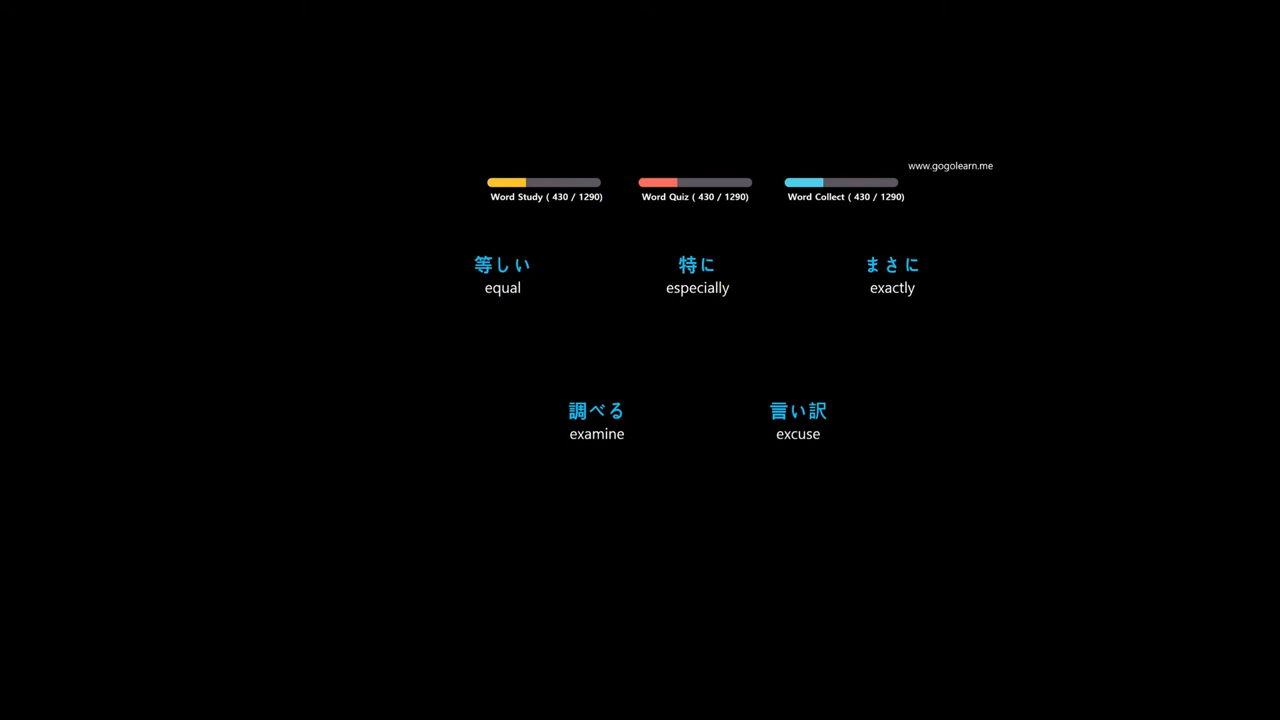 www.gogolearn.me
Word Study ( 430 / 1290)
Word Quiz ( 430 / 1290)
Word Collect ( 430 / 1290)
等しい
equal
特に
especially
まさに
exactly
調べる
examine
言い訳
excuse